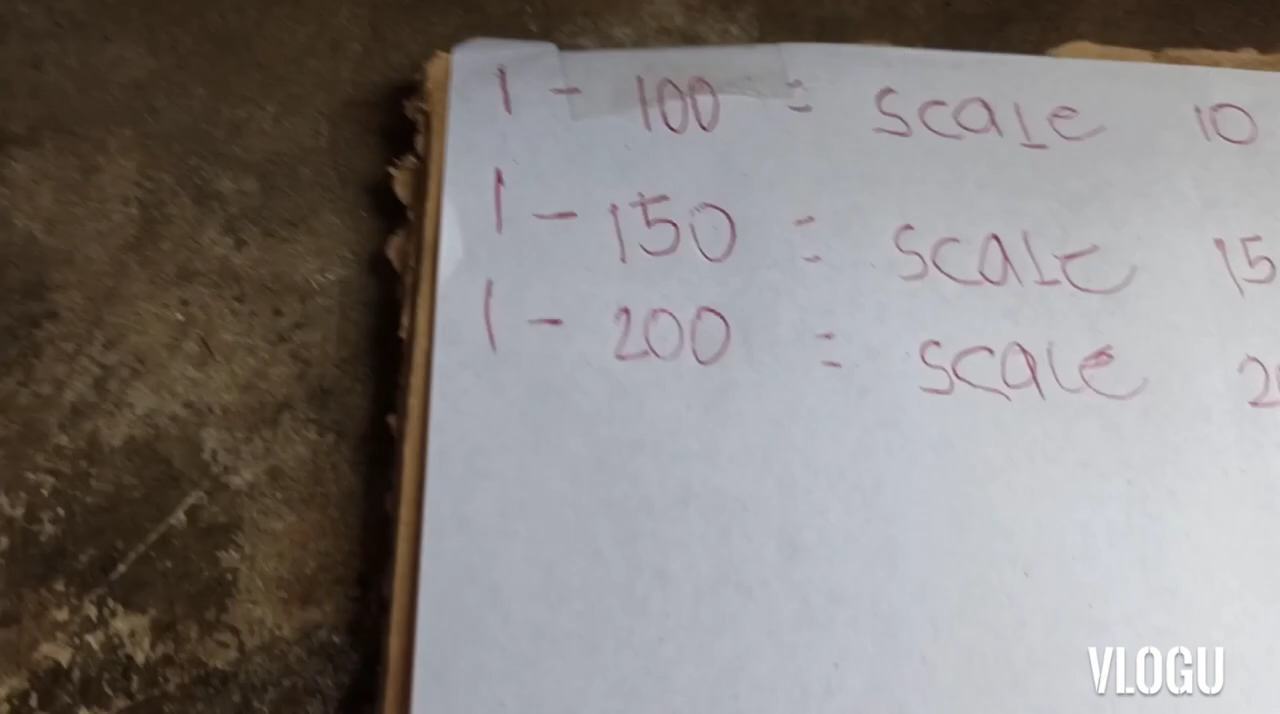 1 - 100 = scale 10
1 - 150 = scale 15
1 - 200 = scale
VLOGU